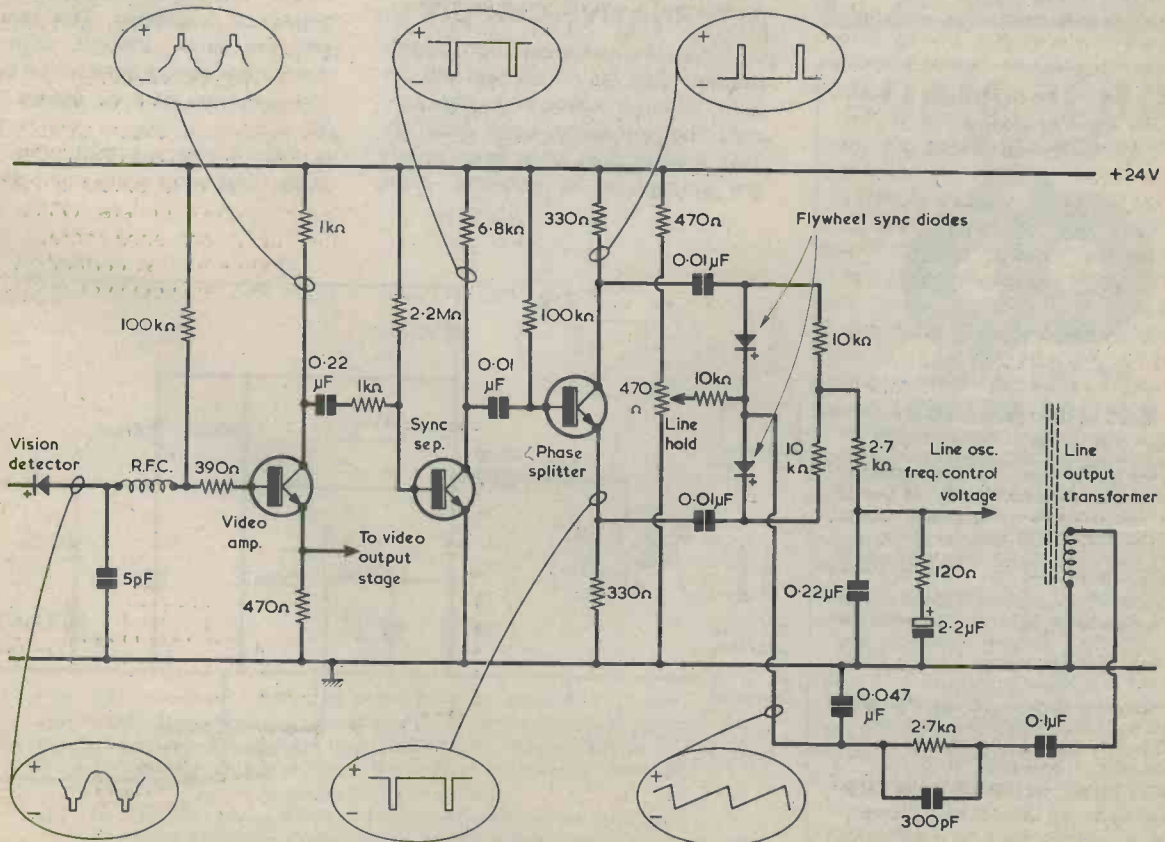 +
−
+
−
+
−
+24V
1kΩ
6·8kΩ
330Ω
470Ω
Flywheel sync diodes
0·01µF
100kΩ
2·2MΩ
100kΩ
10kΩ
0·22
µF
1kΩ
0·01
µF
470
Ω
10kΩ
Line
hold
Sync
sep.
Phase
splitter
10
kΩ
2·7
kΩ
Line osc.
freq. control
voltage
Line
output
transformer
Vision
detector
+
R.F.C.
390Ω
Video
amp.
To video
output
stage
0·01µF
+
+
5pF
470Ω
330Ω
0·22µF
120Ω
+
2·2µF
0·047
µF
2·7kΩ
0·1µF
300pF
+
−
+
−
+
−